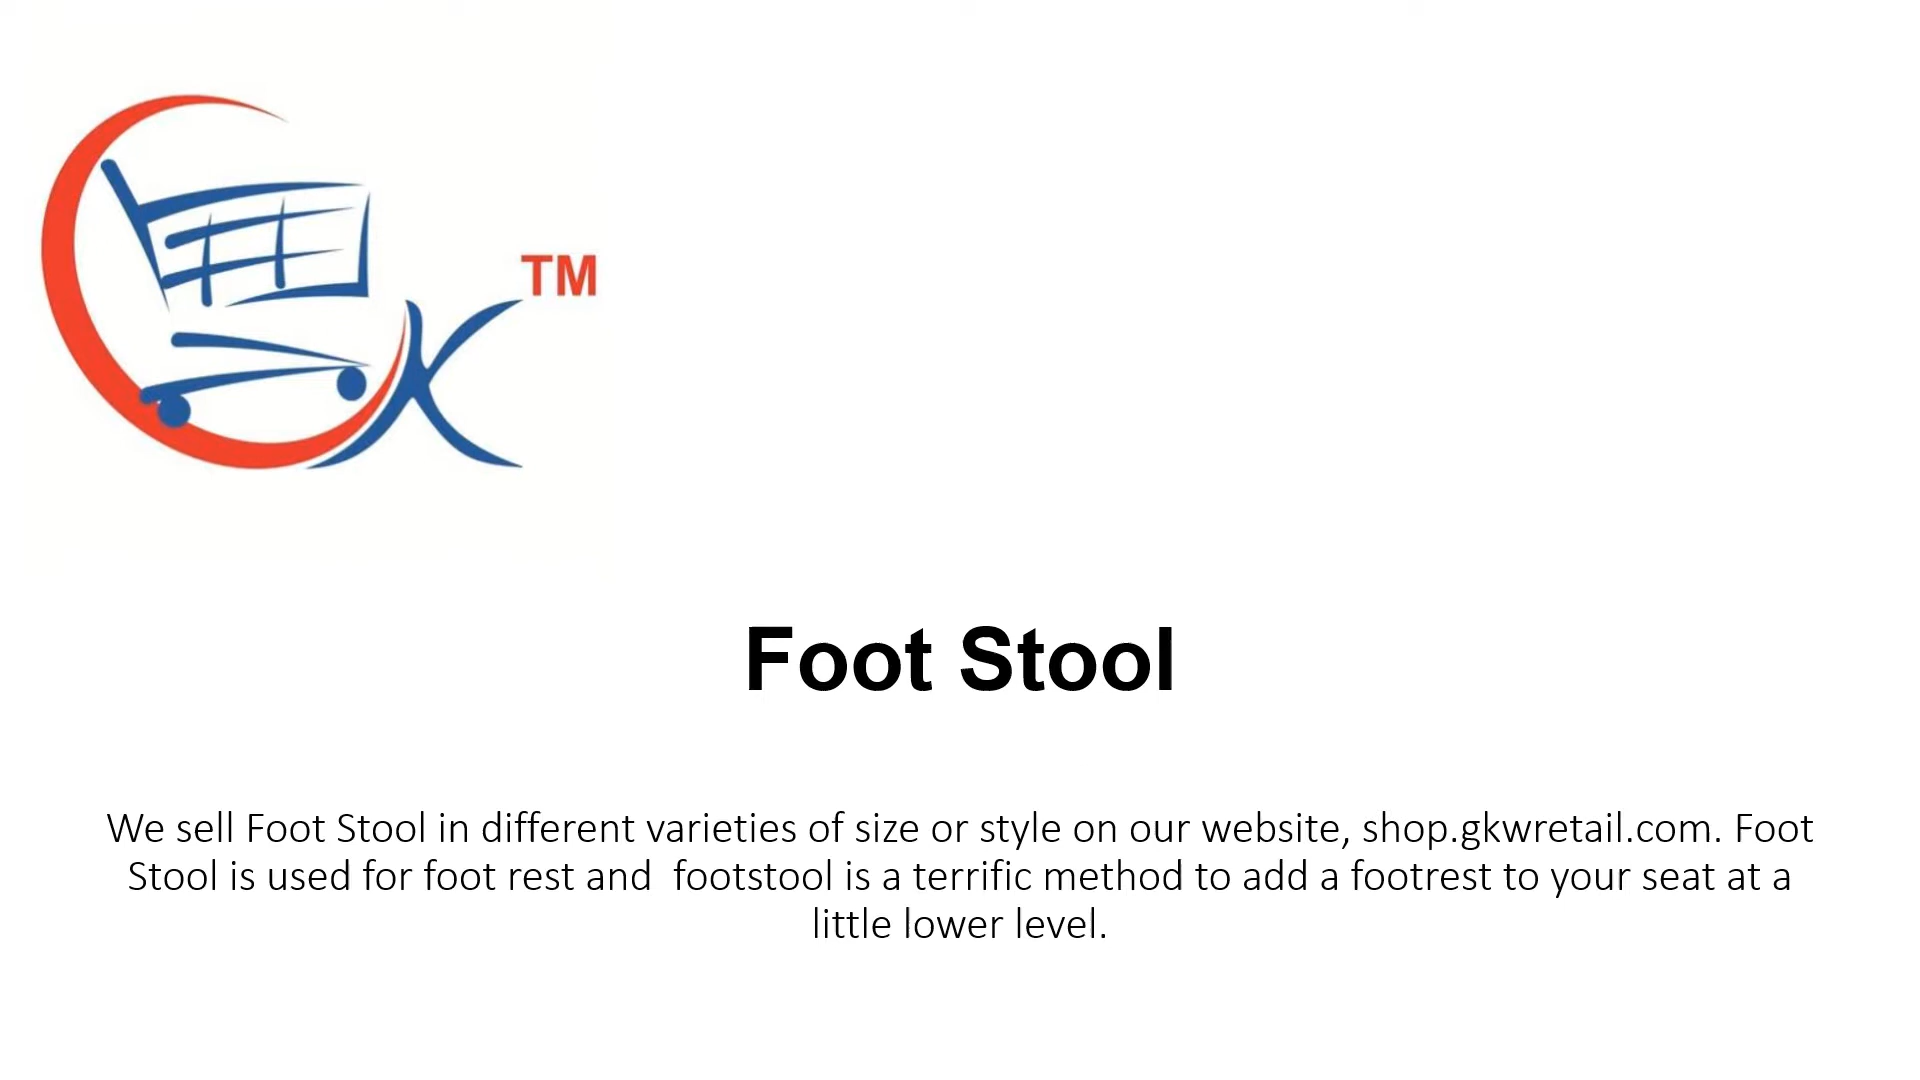 TM
Foot Stool
We sell Foot Stool in different varieties of size or style on our website, shop.gkwretail.com. Foot
Stool is used for foot rest and  footstool is a terrific method to add a footrest to your seat at a
little lower level.